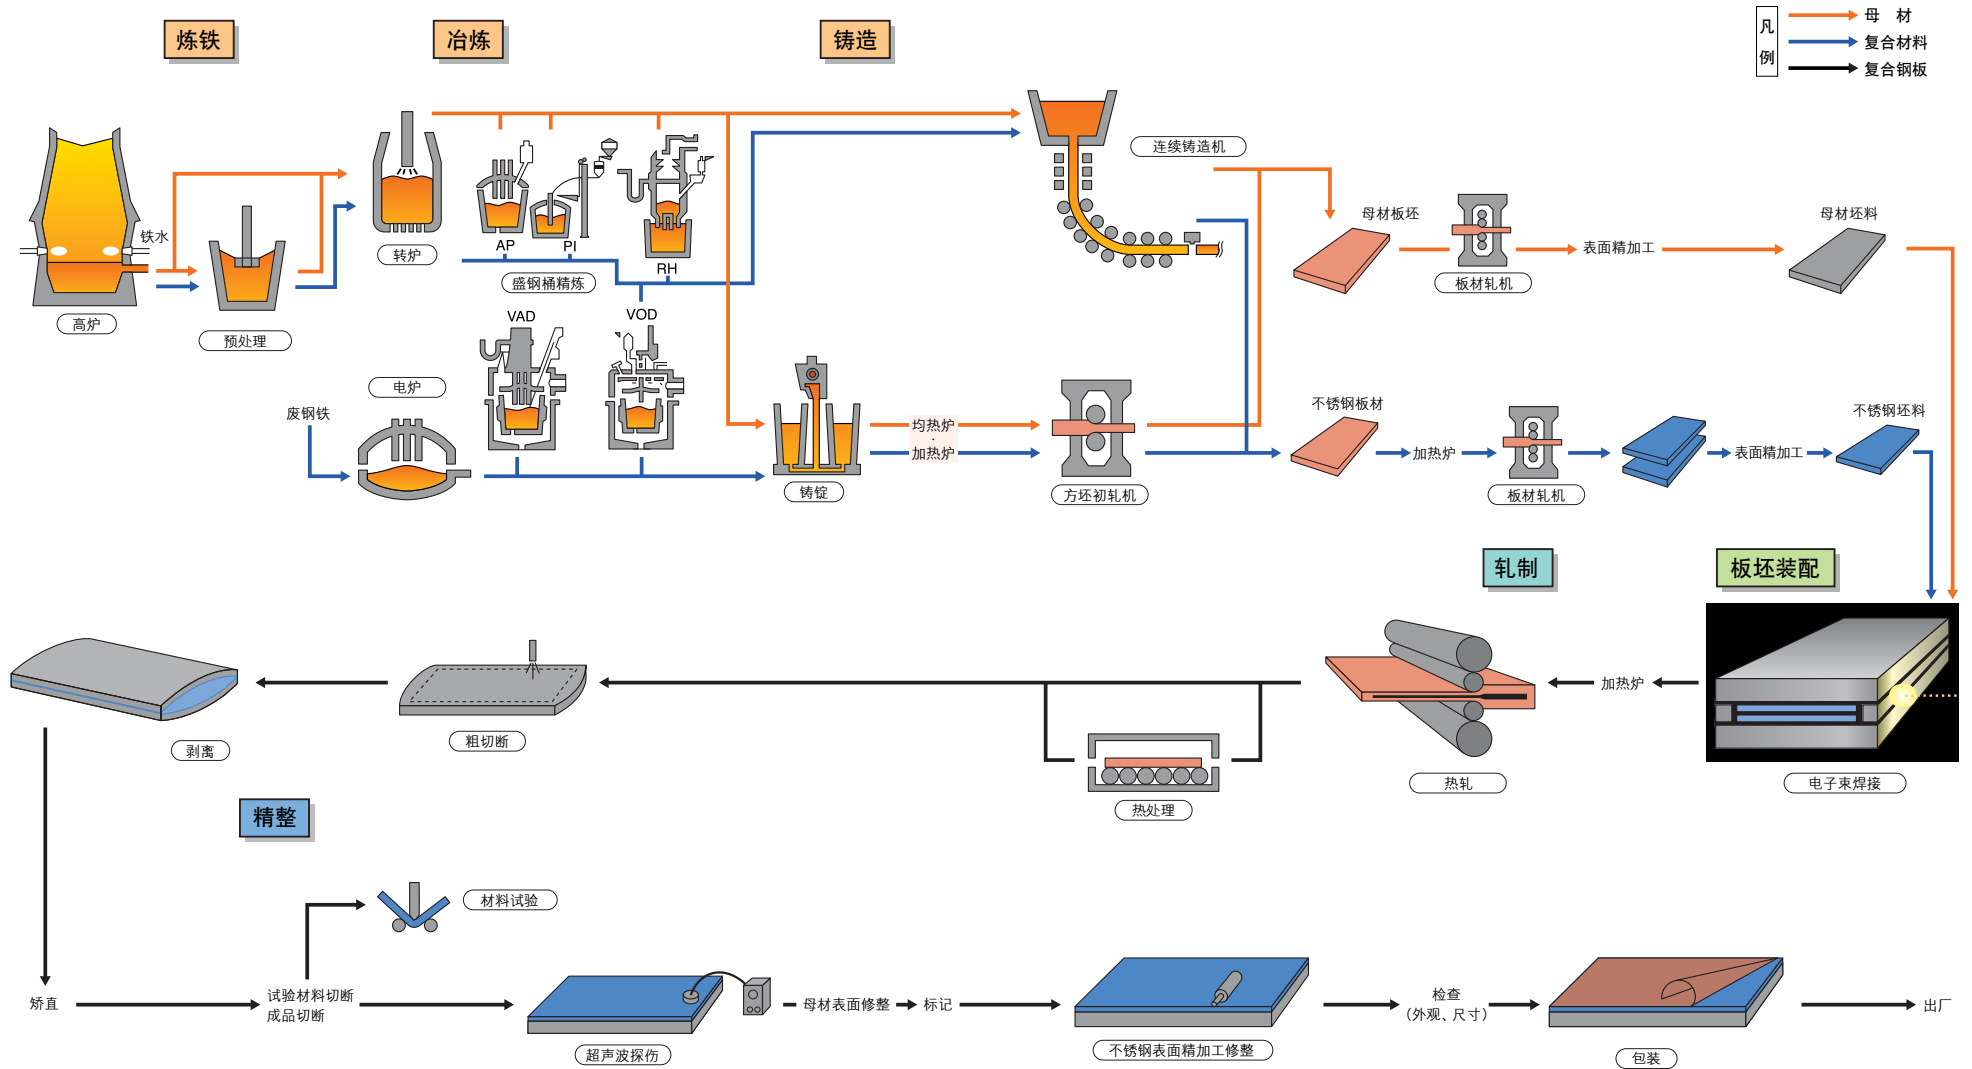 炼铁
冶炼
铸造
凡例
母 材
复合材料
复合钢板
铁水
高炉
预处理
转炉
AP
PI
RH
盛钢桶精炼
连续铸造机
母材板坯
板材轧机
表面精加工
母材坯料
VAD
VOD
电炉
废钢铁
铸锭
均热炉
·
加热炉
方坯初轧机
不锈钢板材
加热炉
板材轧机
表面精加工
不锈钢坯料
轧制
板坯装配
剥离
粗切断
热处理
热轧
加热炉
电子束焊接
精整
材料试验
矫直
试验材料切断
成品切断
超声波探伤
母材表面修整
标记
不锈钢表面精加工修整
检查
（外观、尺寸）
包装
出厂